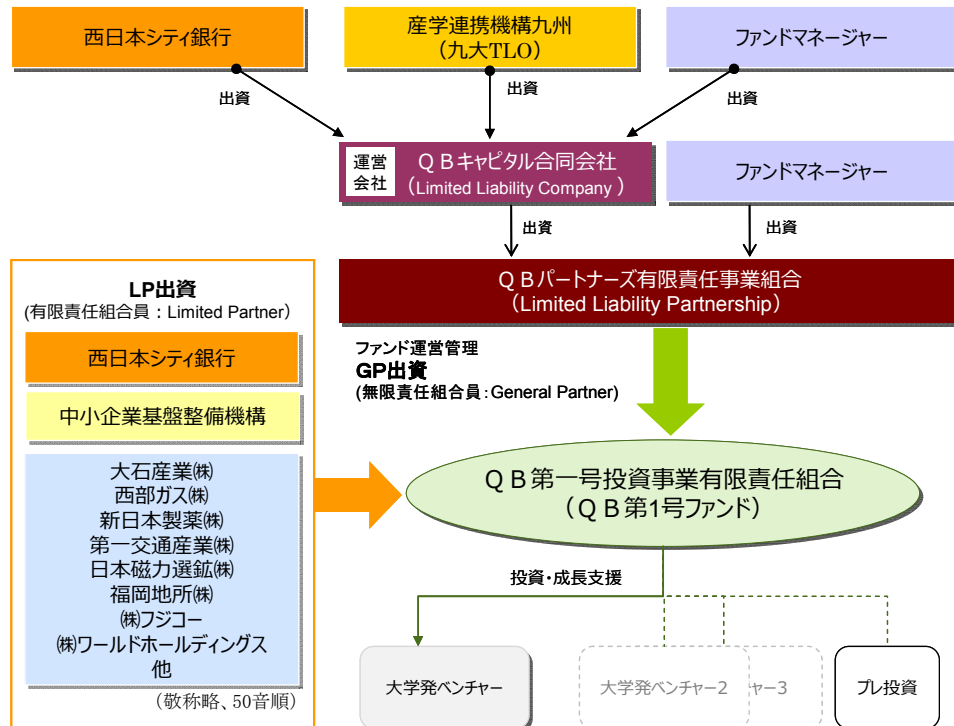 西日本シティ銀行
産学連携機構九州
（九大TLO）
ファンドマネージャー
出資
出資
出資
運営
会社
ＱＢキャピタル合同会社
（Limited Liability Company ）
ファンドマネージャー
出資
出資
ＱＢパートナーズ有限責任事業組合
（Limited Liability Partnership）
LP出資
(有限責任組合員：Limited Partner）
西日本シティ銀行
中小企業基盤整備機構
大石産業㈱
西部ガス㈱
新日本製薬㈱
第一交通産業㈱
日本磁力選鉱㈱
福岡地所㈱
㈱フジコー
㈱ワールドホールディングス
他
（敬称略、50音順）
ファンド運営管理
GP出資
(無限責任組合員：General Partner）
ＱＢ第一号投資事業有限責任組合
（ＱＢ第1号ファンド）
投資・成長支援
大学発ベンチャー
大学発ベンチャー2
ャー3
プレ投資